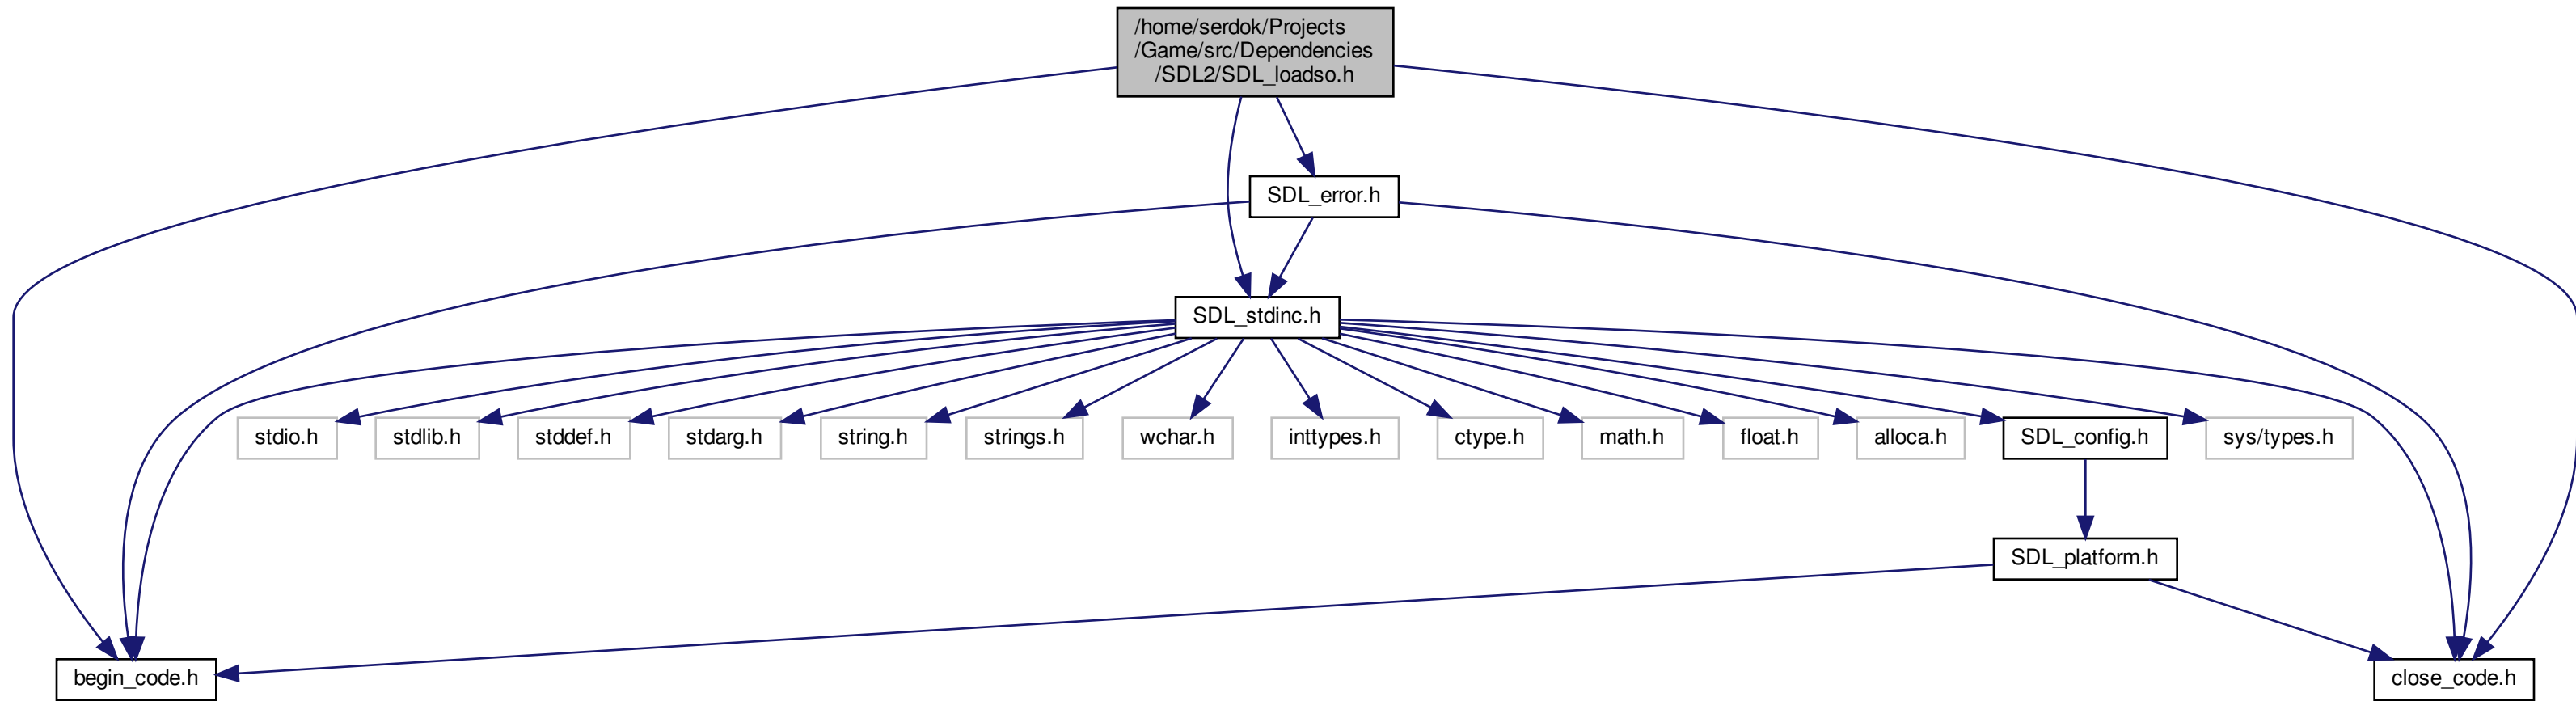 /home/serdok/Projects
/Game/src/Dependencies
/SDL2/SDL_loadso.h
SDL_error.h
SDL_stdinc.h
stdio.h
stdlib.h
stddef.h
stdarg.h
string.h
strings.h
wchar.h
inttypes.h
ctype.h
math.h
float.h
alloca.h
SDL_config.h
sys/types.h
SDL_platform.h
begin_code.h
close_code.h